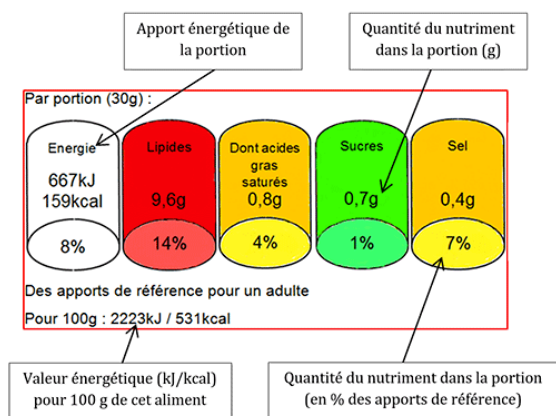 Apport énergétique de
la portion
Quantité du nutriment
dans la portion (g)
Par portion (30g) :
Energie
667kJ
159kcal
8%
Lipides
9,6g
14%
Dont acides
gras
saturés
0,8g
4%
Sucres
0,7g
1%
Sel
0,4g
7%
Des apports de référence pour un adulte
Pour 100g : 2223kJ / 531kcal
Valeur énergétique (kJ/kcal)
pour 100 g de cet aliment
Quantité du nutriment dans la portion
(en % des apports de référence)